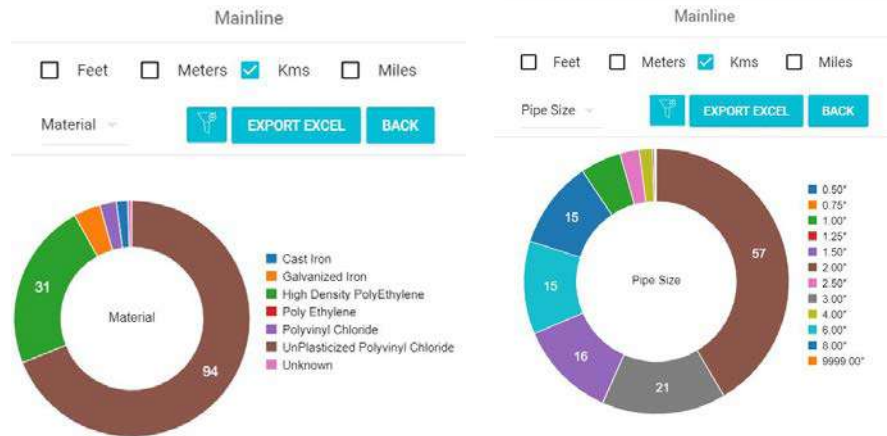 Mainline
Feet Meters Kms Miles
Material
EXPORT EXCEL BACK
31
94
Material
Cast Iron
Galvanized Iron
High Density PolyEthylene
Poly Ethylene
Polyvinyl Chloride
UnPlasticized Polyvinyl Chloride
Unknown
Mainline
Feet Meters Kms Miles
Pipe Size
EXPORT EXCEL BACK
15
57
15
Pipe Size
16
21
0.50"
0.75"
1.00"
1.25"
1.50"
2.00"
2.50"
3.00"
4.00"
6.00"
8.00"
9999.00"